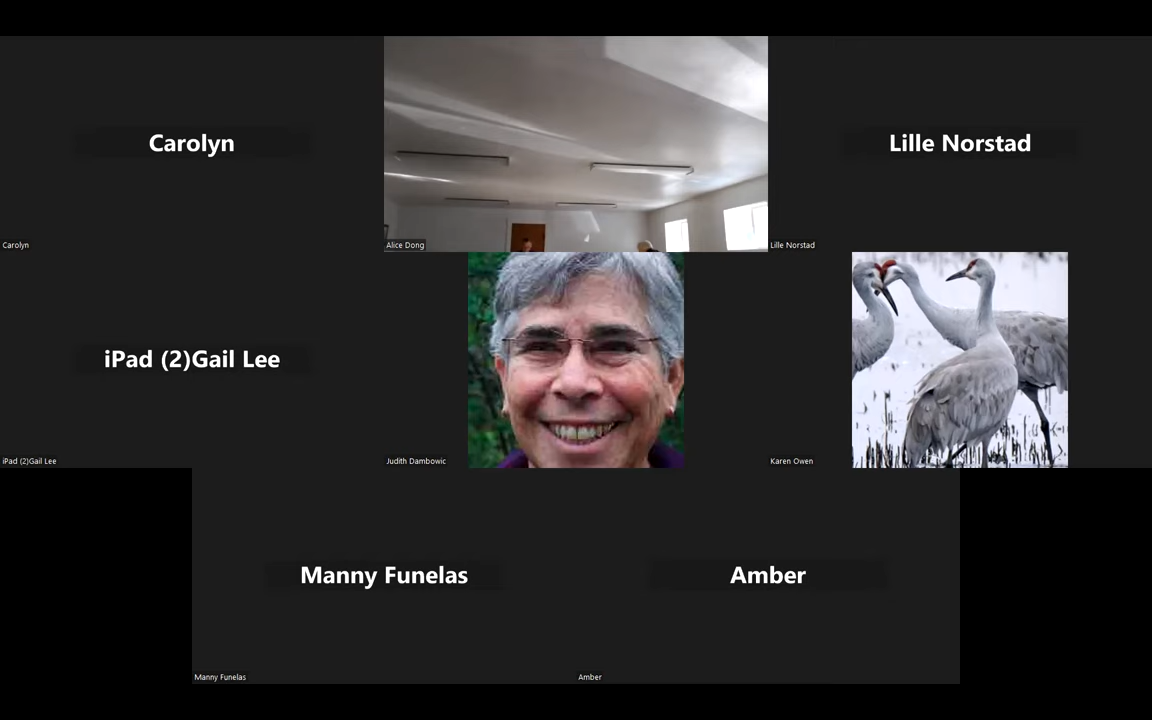 Carolyn
Lille Norstad
Carolyn
Alice Dong
Lille Norstad
iPad (2)Gail Lee
iPad (2)Gail Lee
Judith Dambowic
Karen Owen
Manny Funelas
Amber
Manny Funelas
Amber